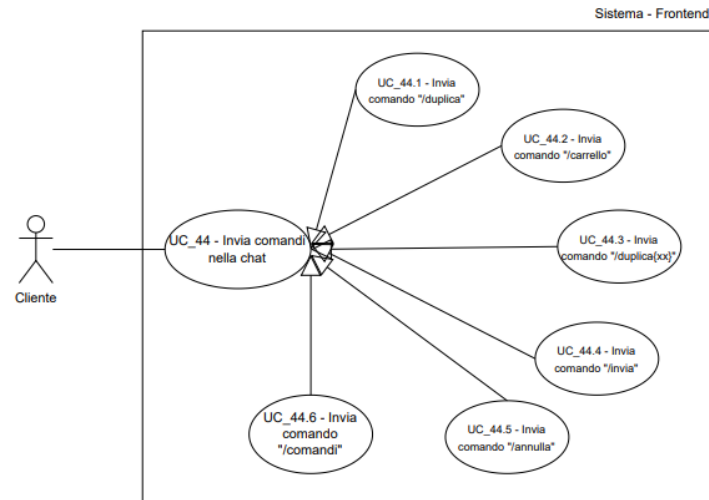 Sistema - Frontend
UC_44.1 - Invia
comando "/duplica"
UC_44.2 - Invia
comando "/carrello"
UC_44 - Invia comandi
nella chat
UC_44.3 - Invia
comando "/duplica{xx}"
Cliente
UC_44.4 - Invia
comando "/invia"
UC_44.6 - Invia
comando
"/comandi"
UC_44.5 - Invia
comando "/annulla"